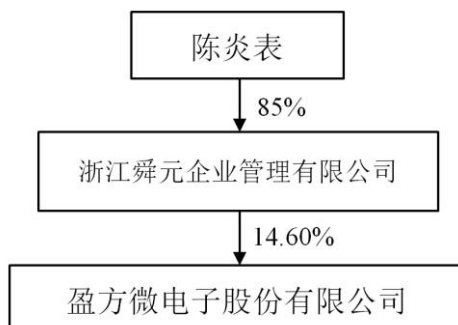 陈炎表
85%
浙江舜元企业管理有限公司
14.60%
盈方微电子股份有限公司